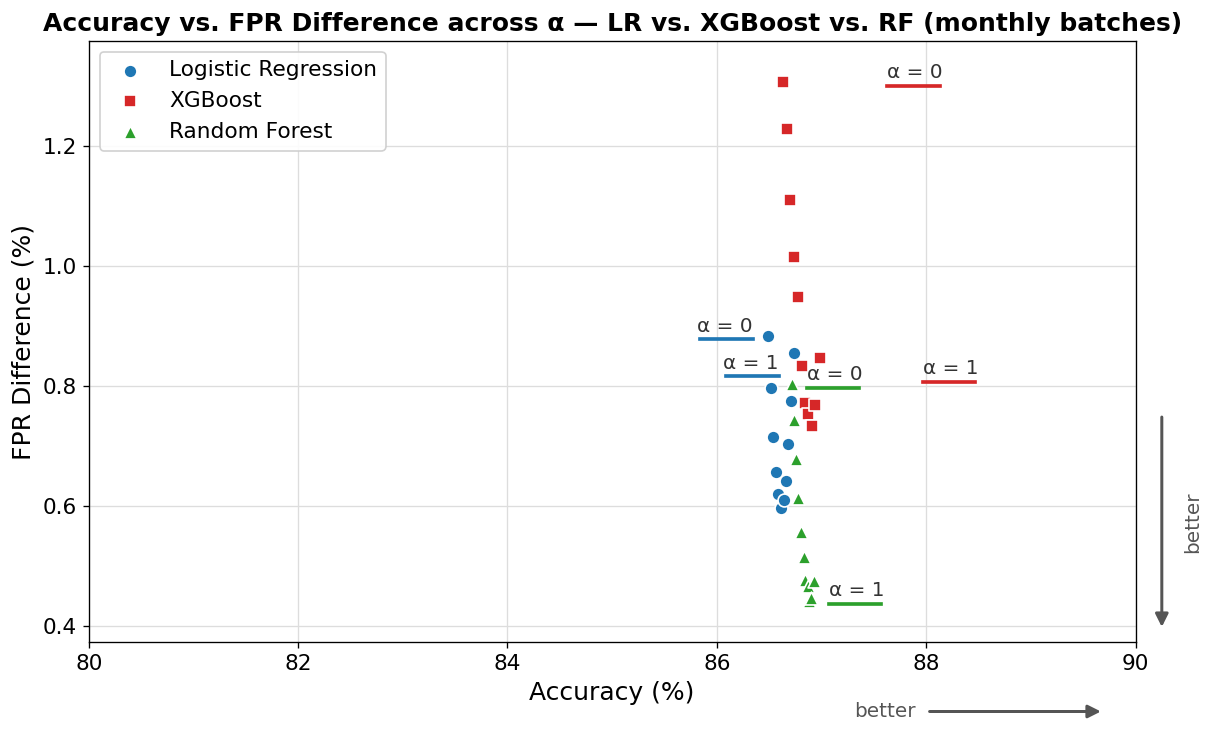 Accuracy vs. FPR Difference across α — LR vs. XGBoost vs. RF (monthly batches)
Logistic Regression
XGBoost
Random Forest
α = 0
α = 0
α = 1
α = 0
α = 1
α = 1
FPR Difference (%)
1.2
1.0
0.8
0.6
0.4
80
82
84
86
88
90
Accuracy (%)
better
better